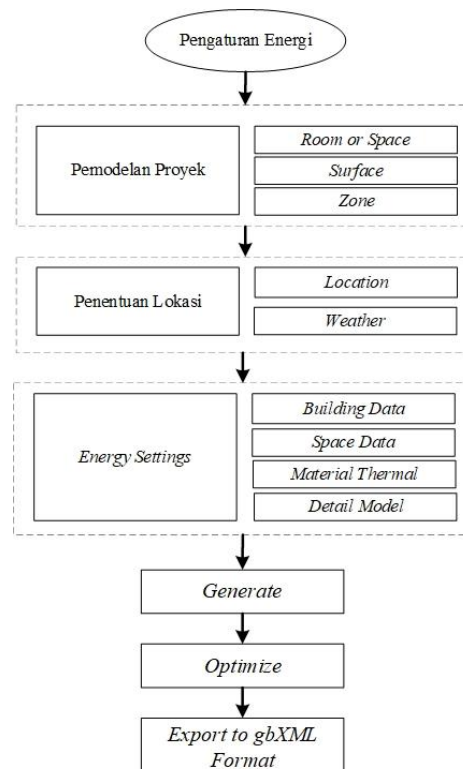 Pengaturan Energi
Pemodelan Proyek
Room or Space
Surface
Zone
Penentuan Lokasi
Location
Weather
Energy Settings
Building Data
Space Data
Material Thermal
Detail Model
Generate
Optimize
Export to gbXML
Format